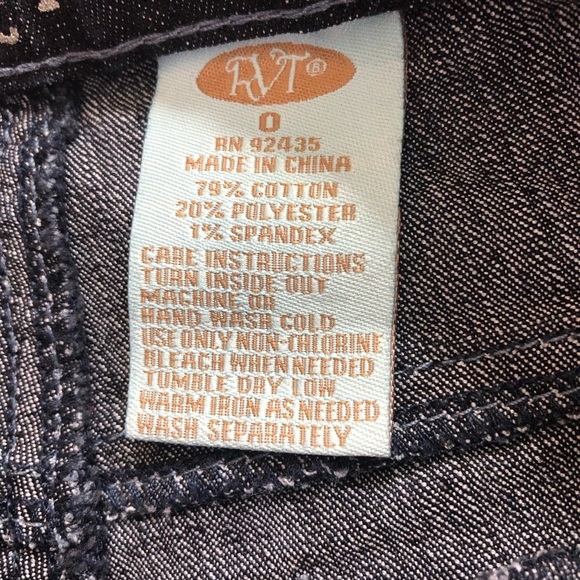 RVT®
0
RN 92435
MADE IN CHINA
79% COTTON
20% POLYESTER
1% SPANDEX
CARE INSTRUCTIONS
TURN INSIDE OUT
MACHINE OR
HAND WASH COLD
USE ONLY NON-CHLORINE
BLEACH WHEN NEEDED
TUMBLE DRY LOW
WARM IRON AS NEEDED
WASH SEPARATELY